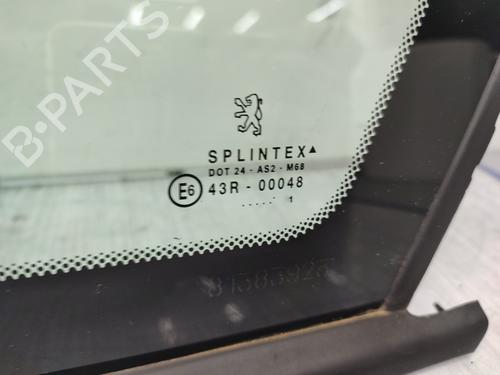 B-PARTS
SPLINTEX▲
DOT 24 - AS2 - M68
E6 43R - 00048
..... 1